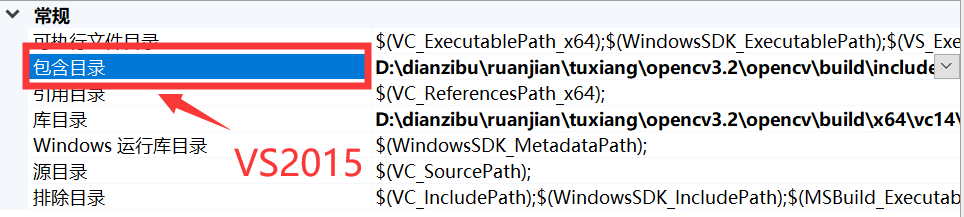 常规
可执行文件目录 $(VC_ExecutablePath_x64);$(WindowsSDK_ExecutablePath);$(VS_Exe
包含目录 D:\dianzibu\ruanjian\tuxiang\opencv3.2\opencv\build\include
引用目录 $(VC_ReferencesPath_x64);
库目录 D:\dianzibu\ruanjian\tuxiang\opencv3.2\opencv\build\x64\vc14\
Windows 运行库目录 $(WindowsSDK_MetadataPath);
源目录 $(VC_SourcePath);
排除目录 $(VC_IncludePath);$(WindowsSDK_IncludePath);$(MSBuild_Executab
VS2015